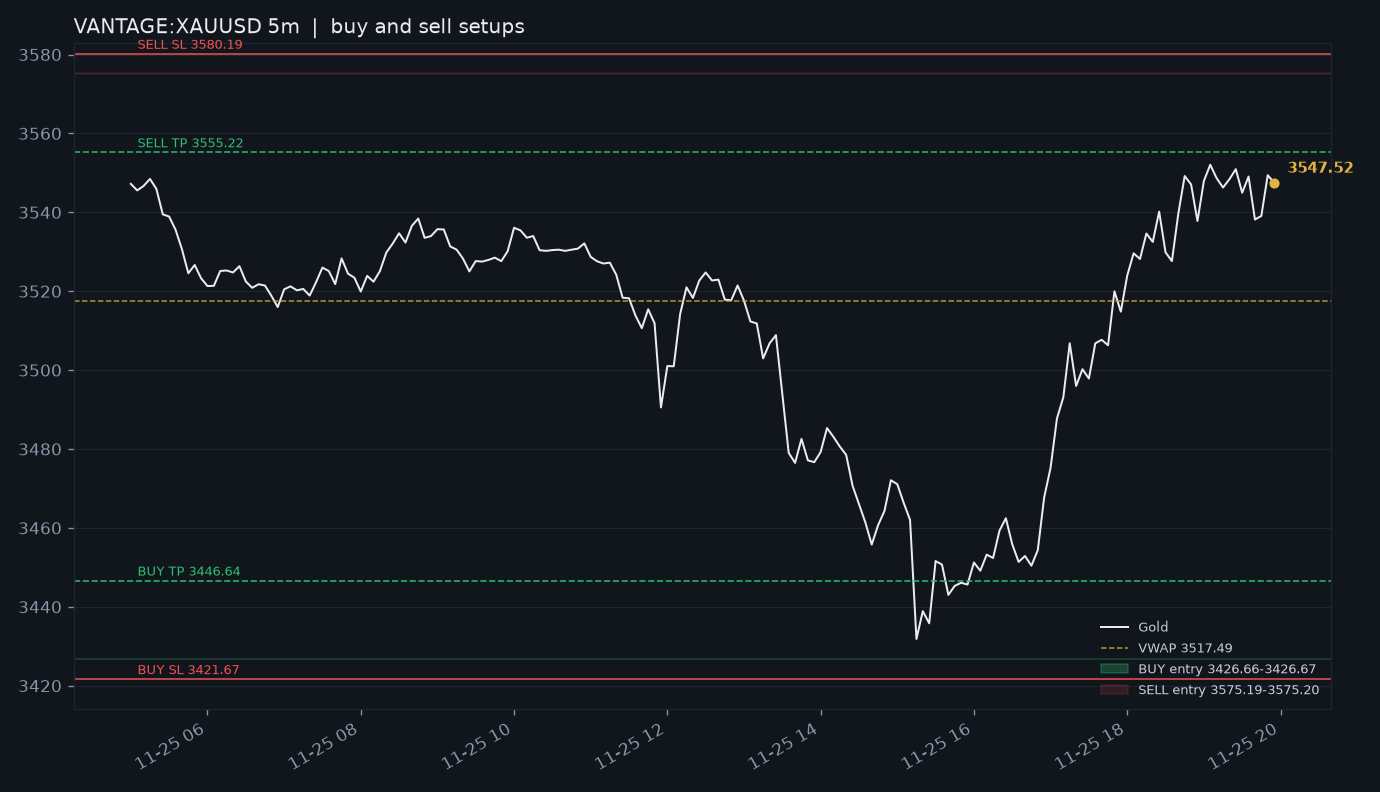 VANTAGE:XAUUSD 5m | buy and sell setups
SELL SL 3580.19
3580
3560
SELL TP 3555.22
3547.52
3540
3520
3500
3480
3460
BUY TP 3446.64
3440
Gold
VWAP 3517.49
BUY SL 3421.67
BUY entry 3426.66-3426.67
3420
SELL entry 3575.19-3575.20
11-25 06
11-25 08
11-25 10
11-25 12
11-25 14
11-25 16
11-25 18
11-25 20